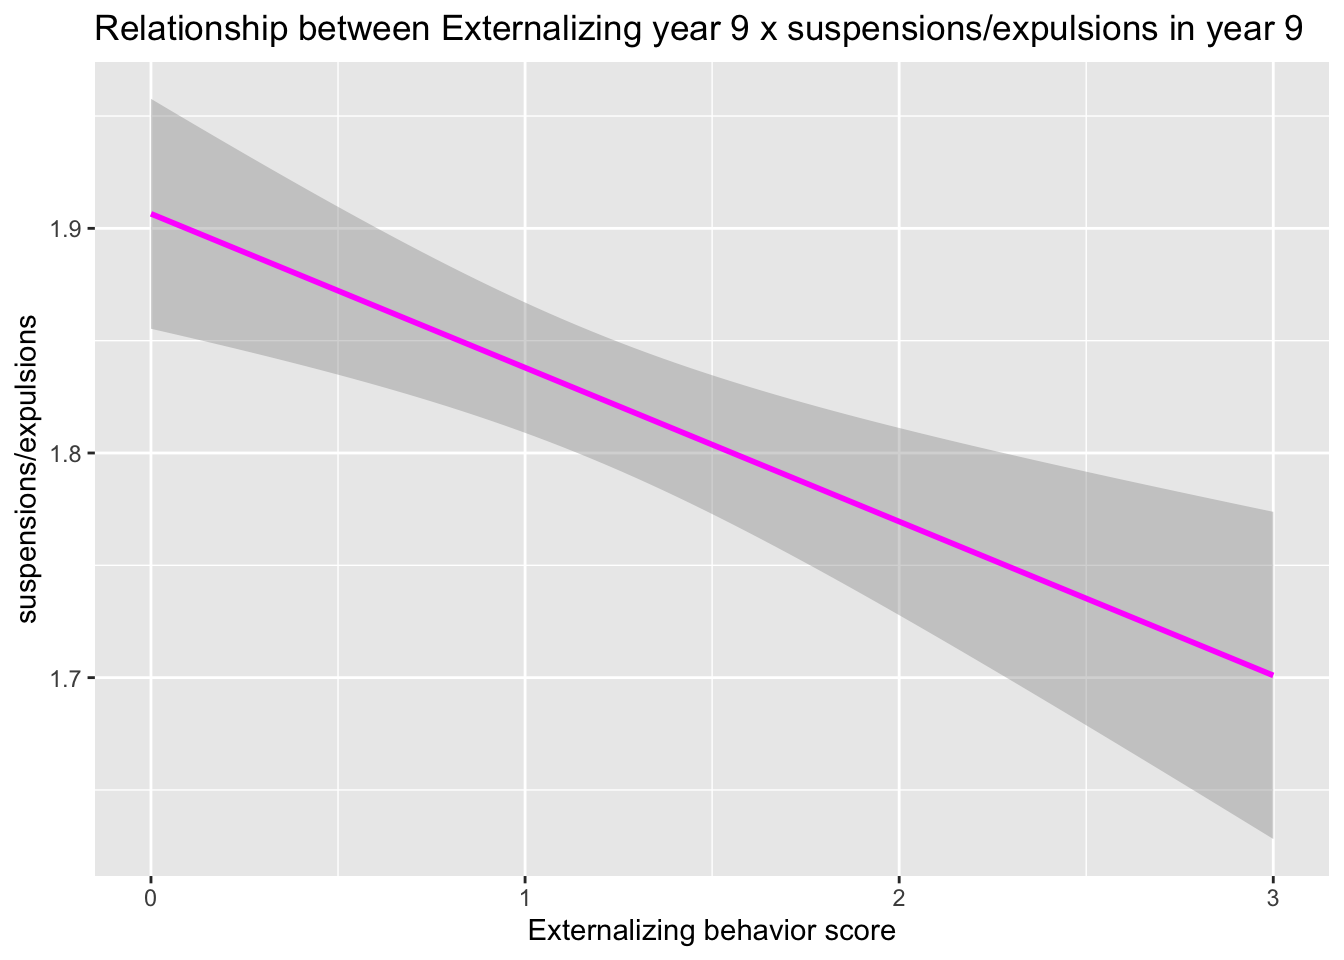 Relationship between Externalizing year 9 x suspensions/expulsions in year 9
suspensions/expulsions
1.9
1.8
1.7
0 1 2 3
Externalizing behavior score